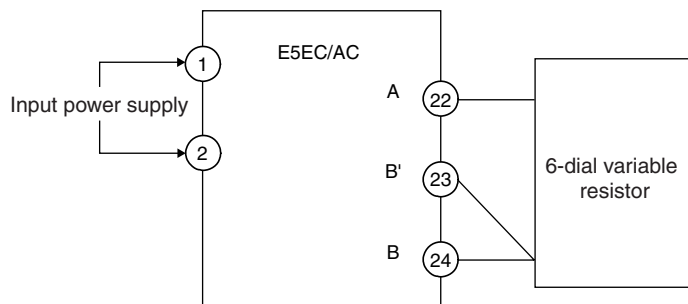 E5EC/AC
1
Input power supply
2
A
22
B'
23
B
24
6-dial variable
resistor